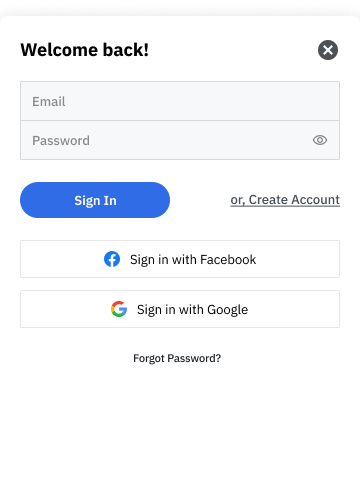 Welcome back!
Email
Password
Sign In
or, Create Account
Sign in with Facebook
Sign in with Google
Forgot Password?